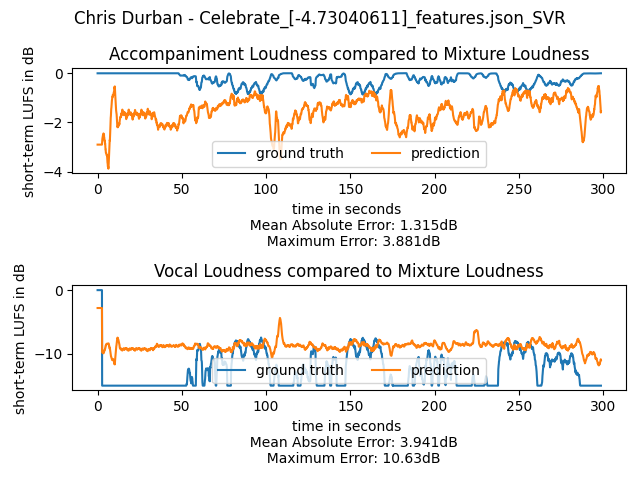 Chris Durban - Celebrate_[-4.73040611]_features.json_SVR
Accompaniment Loudness compared to Mixture Loudness
short-term LUFS in dB
0
−2
−4
ground truth
prediction
0
50
100
150
200
250
300
time in seconds
Mean Absolute Error: 1.315dB
Maximum Error: 3.881dB
Vocal Loudness compared to Mixture Loudness
short-term LUFS in dB
0
−10
ground truth
prediction
0
50
100
150
200
250
300
time in seconds
Mean Absolute Error: 3.941dB
Maximum Error: 10.63dB